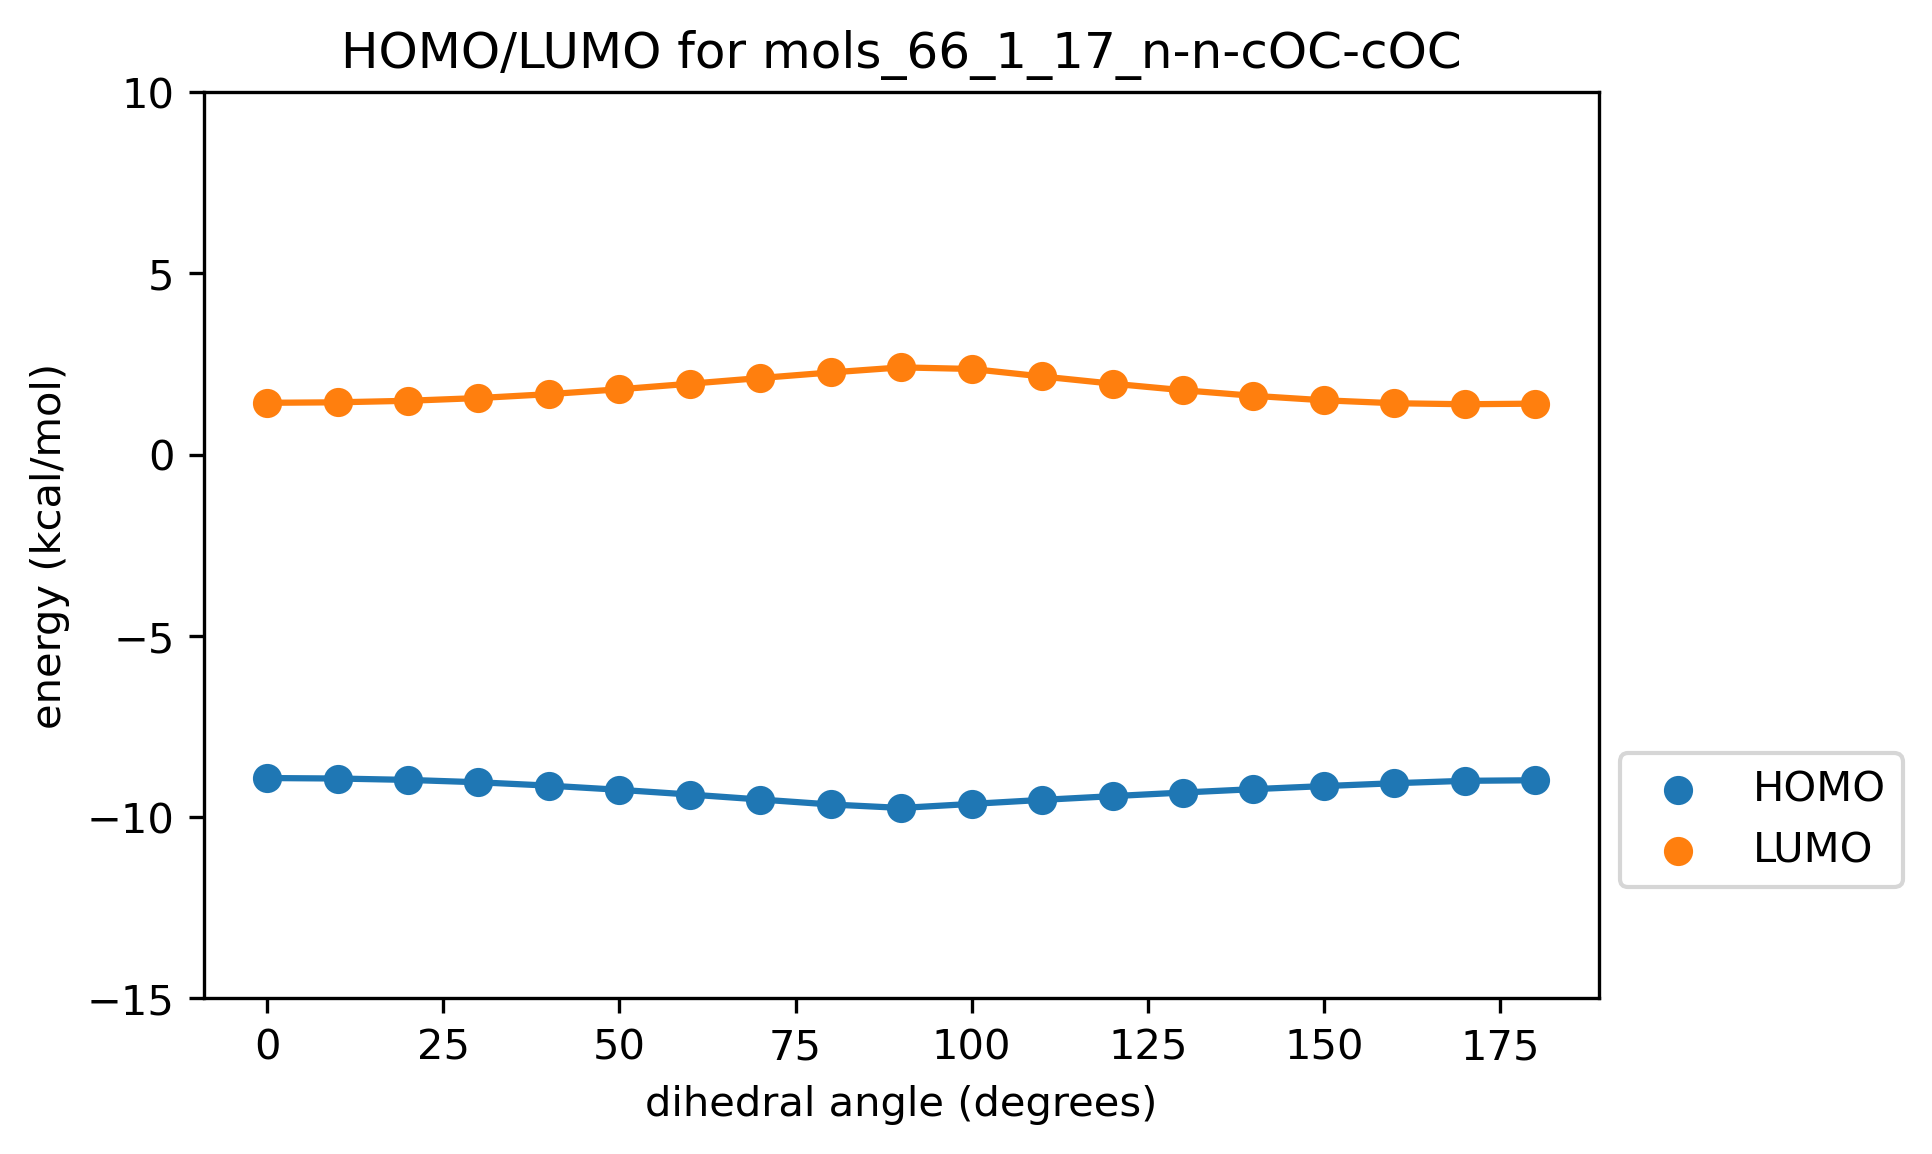 HOMO/LUMO for mols_66_1_17_n-n-cOC-cOC
10
5
0
−5
−10
−15
energy (kcal/mol)
0 25 50 75 100 125 150 175
dihedral angle (degrees)
HOMO
LUMO